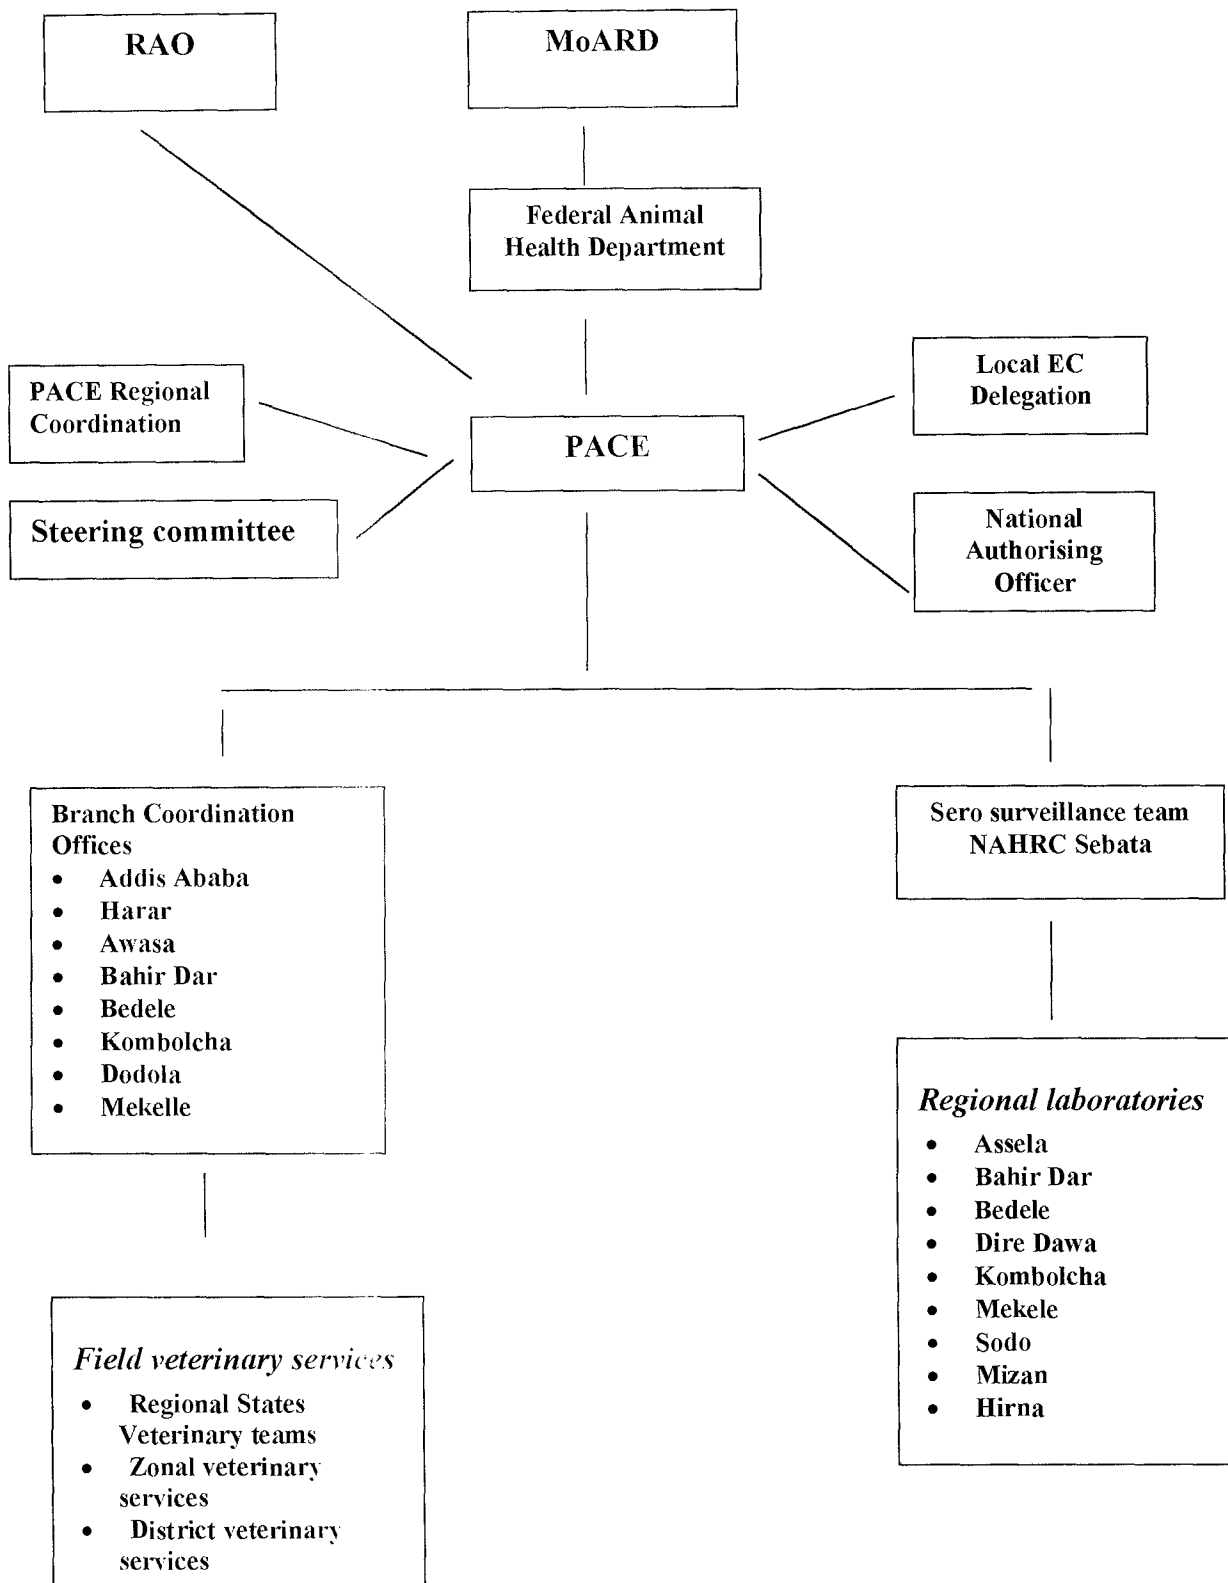 RAO
MoARD
Federal Animal
Health Department
PACE Regional
Coordination
Steering committee
PACE
Local EC
Delegation
National
Authorising
Officer
Branch Coordination
Offices
• Addis Ababa
• Harar
• Awasa
• Bahir Dar
• Bedele
• Kombolcha
• Dodola
• Mekelle
Sero surveillance team
NAHRC Sebata
Regional laboratories
• Assela
• Bahir Dar
• Bedele
• Dire Dawa
• Kombolcha
• Mekele
• Sodo
• Mizan
• Hirna
Field veterinary services
• Regional States
Veterinary teams
• Zonal veterinary
services
• District veterinary
services